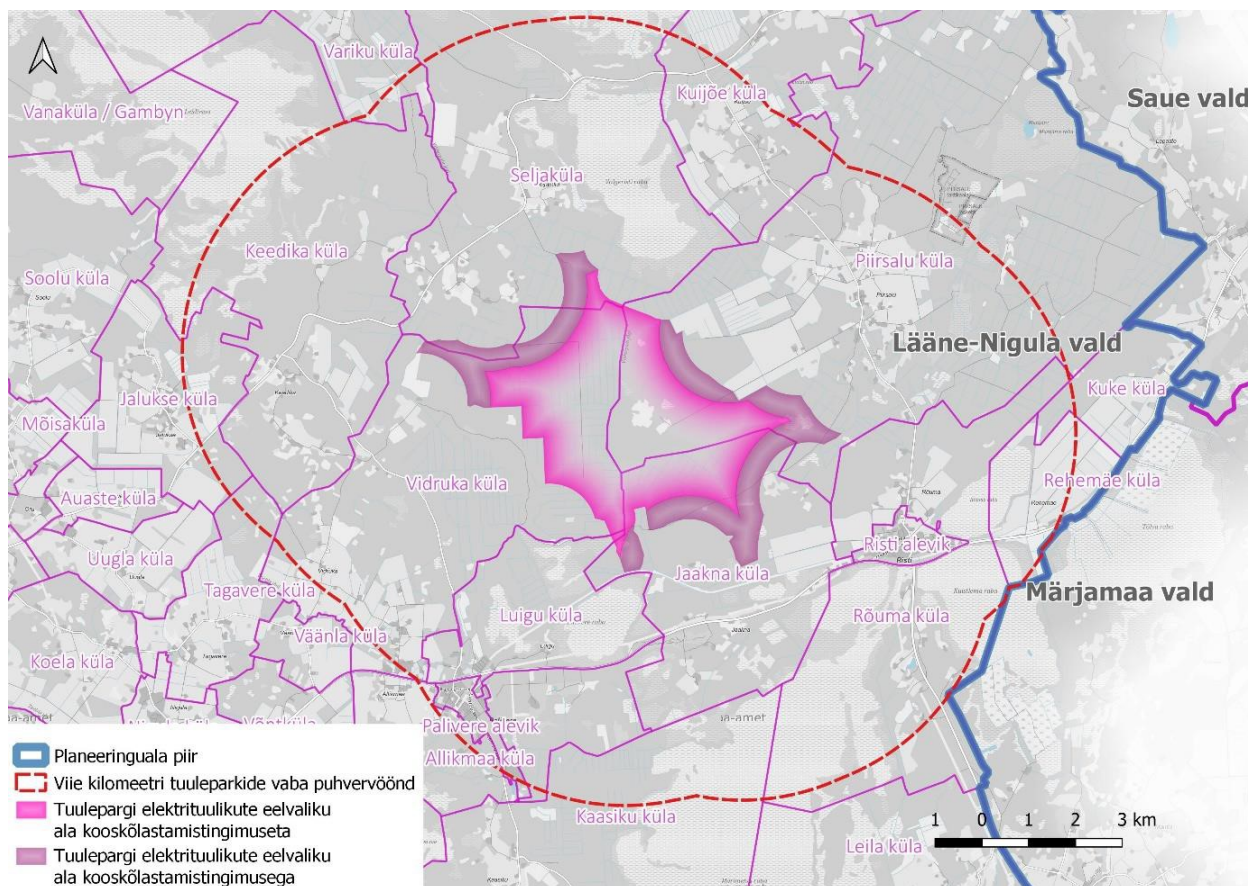 Variku küla
Kuijõe küla
Saue vald
Vanaküla / Gambyn
Seljaküla
Keedika küla
Piirsalu küla
Soolu küla
Lääne-Nigula vald
Kuke küla
Jalukse küla
Mõisaküla
Vidruka küla
Rehemäe küla
Auaste küla
Risti alevik
Uugla küla
Jaakna küla
Tagavere küla
Märjamaa vald
Luigu küla
Rõuma küla
Väänla küla
Koela küla
Võntküla
aa-amet
Palivere alevik
Allikmaa küla
Kaasiku küla
Leila küla
Planeeringuala piir
Viie kilomeetri tuuleparkide vaba puhvervöönd
Tuulepargi elektrituulikute eelvaliku
ala kooskõlastamistingimuseta
Tuulepargi elektrituulikute eelvaliku
ala kooskõlastamistingimusega
1 0 1 2 3 km